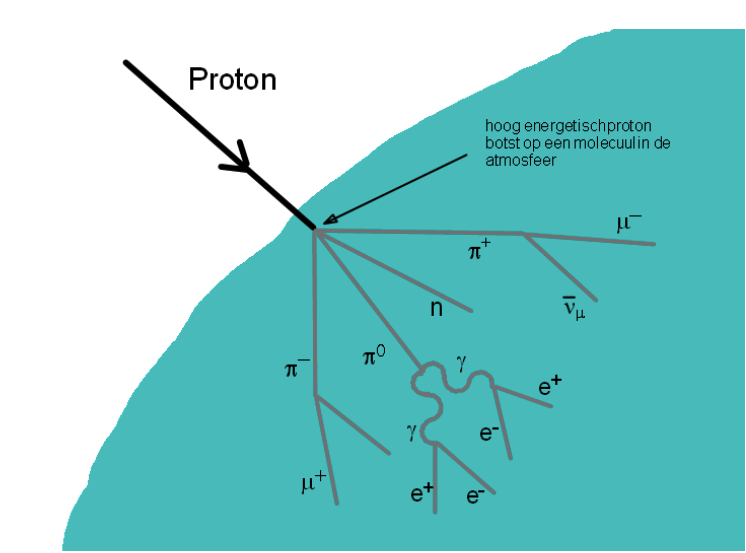 Proton
hoog energetischproton
botst op een molecuulin de
atmosfeer
μ−
π+
ν̅μ
n
π0
π−
γ
e+
γ
e-
μ+
e+
e-